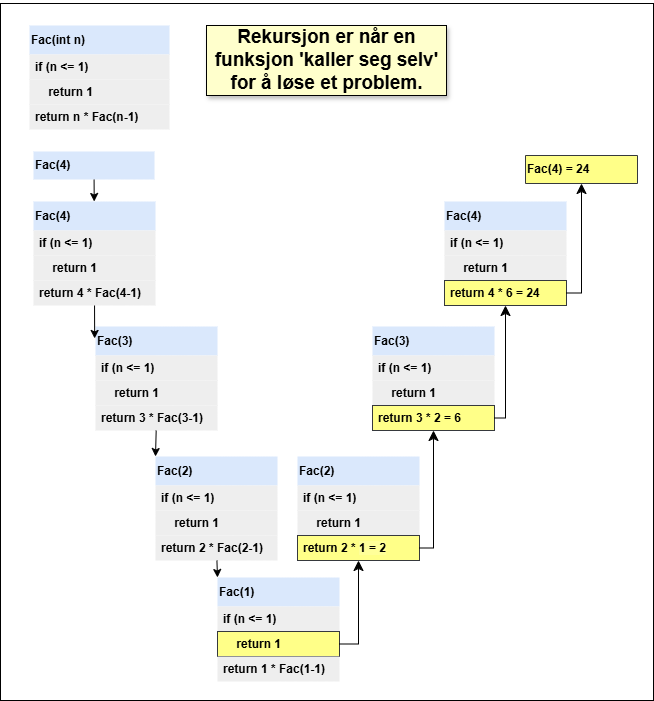 Rekursjon er når en
funksjon 'kaller seg selv'
for å løse et problem.
Fac(int n)
if (n <= 1)
return 1
return n * Fac(n-1)
Fac(4)
Fac(4)
if (n <= 1)
return 1
return 4 * Fac(4-1)
Fac(3)
if (n <= 1)
return 1
return 3 * Fac(3-1)
Fac(2)
if (n <= 1)
return 1
return 2 * Fac(2-1)
Fac(1)
if (n <= 1)
return 1
return 1 * Fac(1-1)
Fac(2)
if (n <= 1)
return 1
return 2 * 1 = 2
Fac(3)
if (n <= 1)
return 1
return 3 * 2 = 6
Fac(4)
if (n <= 1)
return 1
return 4 * 6 = 24
Fac(4) = 24